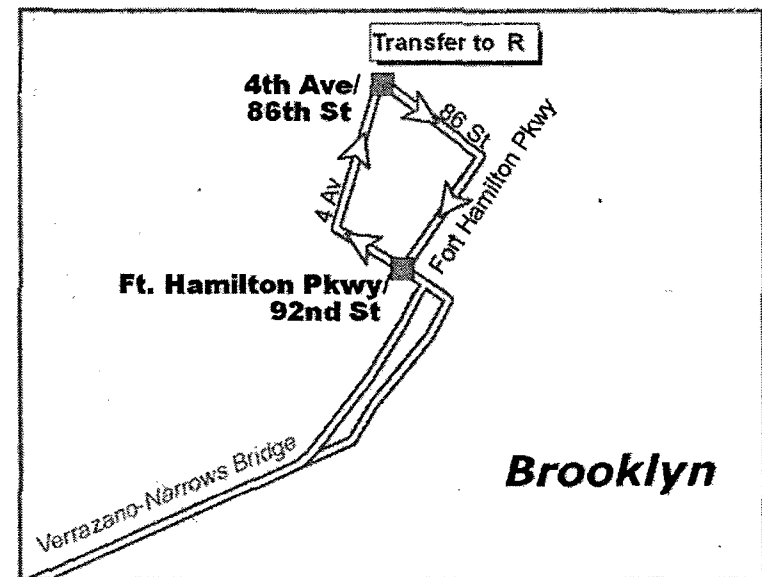 Transfer to R
4th Ave/
86th St
86 St
Fort Hamilton Pkwy
4 Av
Ft. Hamilton Pkwy/
92nd St
Verrazano-Narrows Bridge
Brooklyn